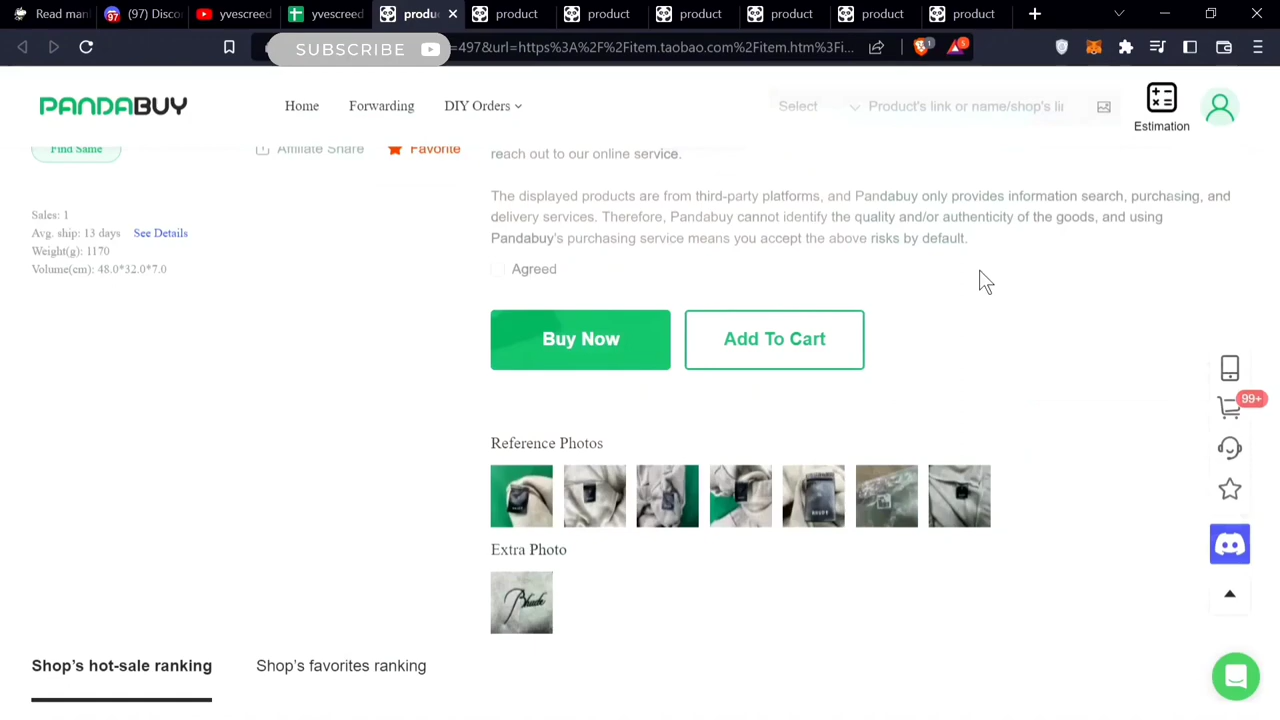 Read man
(97) Disco
yvescreed
yvescreed
produ
product
product
product
product
product
product
SUBSCRIBE
=497&url=https%3A%2F%2Fitem.taobao.com%2Fitem.htm%3Fi...
1
5
PANDABUY
Home
Forwarding
DIY Orders
Select
Product's link or name/shop's li
Estimation
Find Same
Affiliate Share
Favorite
reach out to our online service.
The displayed products are from third-party platforms, and Pandabuy only provides information search, purchasing, and
delivery services. Therefore, Pandabuy cannot identify the quality and/or authenticity of the goods, and using
Pandabuy's purchasing service means you accept the above risks by default.
Sales: 1
Avg. ship: 13 days See Details
Weight(g): 1170
Volume(cm): 48.0*32.0*7.0
Agreed
Buy Now
Add To Cart
99+
Reference Photos
RHUDE
Extra Photo
Rhude
Shop's hot-sale ranking
Shop's favorites ranking